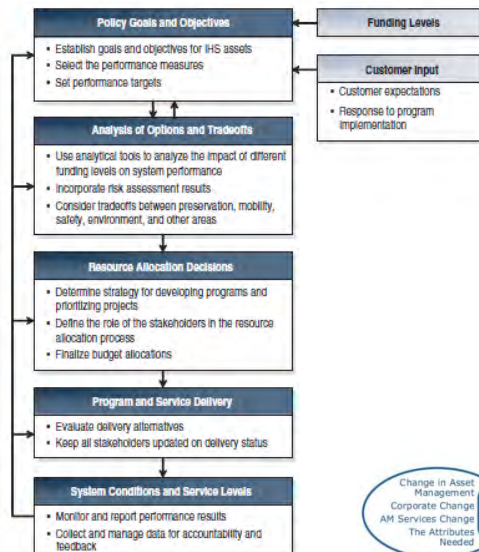 Policy Goals and Objectives
• Establish goals and objectives for IHS assets
• Select the performance measures
• Set performance targets
Funding Levels
Customer Input
• Customer expectations
• Response to program
implementation
Analysis of Options and Tradeoffs
• Use analytical tools to analyze the impact of different
funding levels on system performance
• Incorporate risk assessment results
• Consider tradeoffs between preservation, mobility,
safety, environment, and other areas
Resource Allocation Decisions
• Determine strategy for developing programs and
prioritizing projects
• Define the role of the stakeholders in the resource
allocation process
• Finalize budget allocations
Program and Service Delivery
• Evaluate delivery alternatives
• Keep all stakeholders updated on delivery status
System Conditions and Service Levels
• Monitor and report performance results
• Collect and manage data for accountability and
feedback
Change in Asset
Management
Corporate Change
AM Services Change
The Attributes
Needed